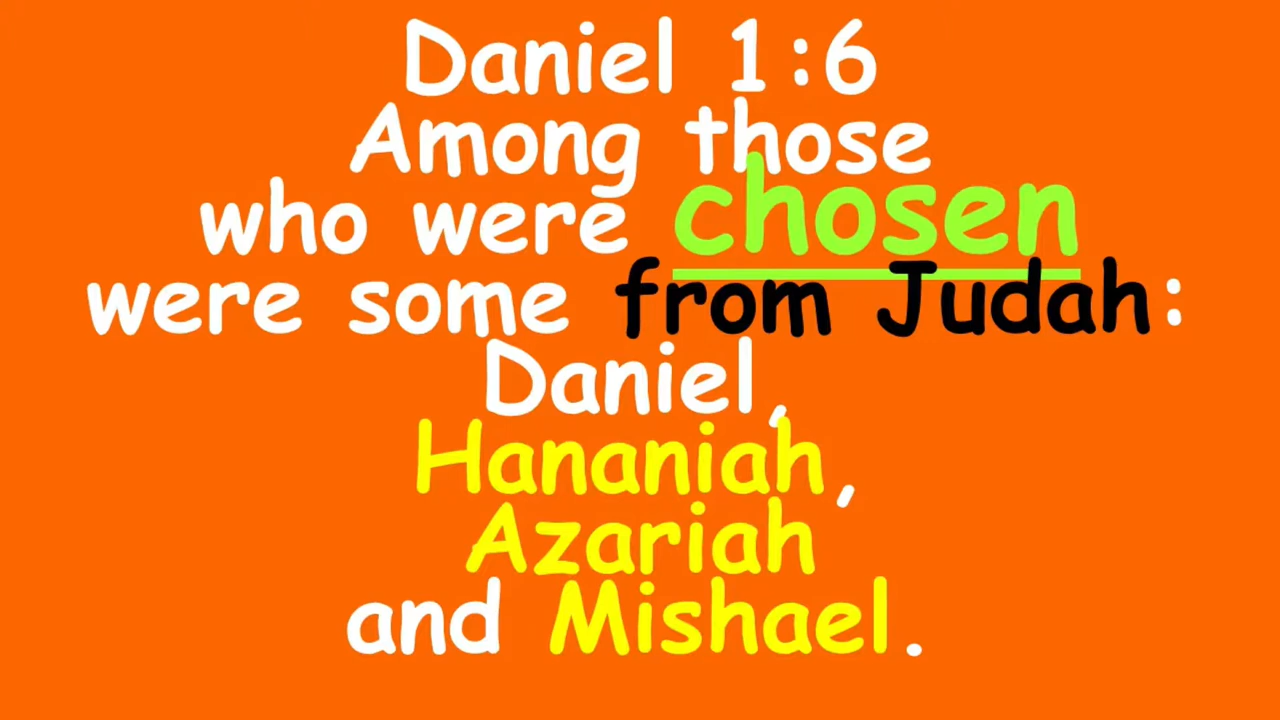 Daniel 1:6
Among those
who were chosen
were some from Judah:
Daniel,
Hananiah,
Azariah
and Mishael.